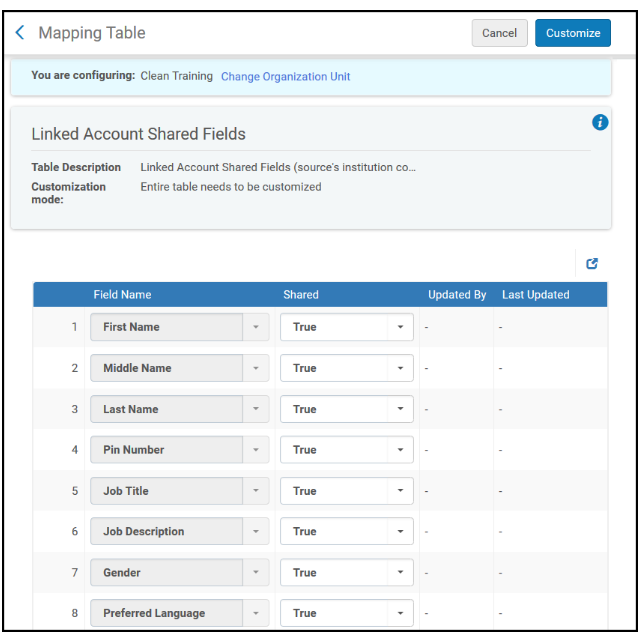 Mapping Table
Cancel
Customize
You are configuring: Clean Training Change Organization Unit
Linked Account Shared Fields
Table Description Linked Account Shared Fields (source's institution co...
Customization Entire table needs to be customized
mode:
Field Name Shared Updated By Last Updated
1 First Name True - -
2 Middle Name True - -
3 Last Name True - -
4 Pin Number True - -
5 Job Title True - -
6 Job Description True - -
7 Gender True - -
8 Preferred Language True - -